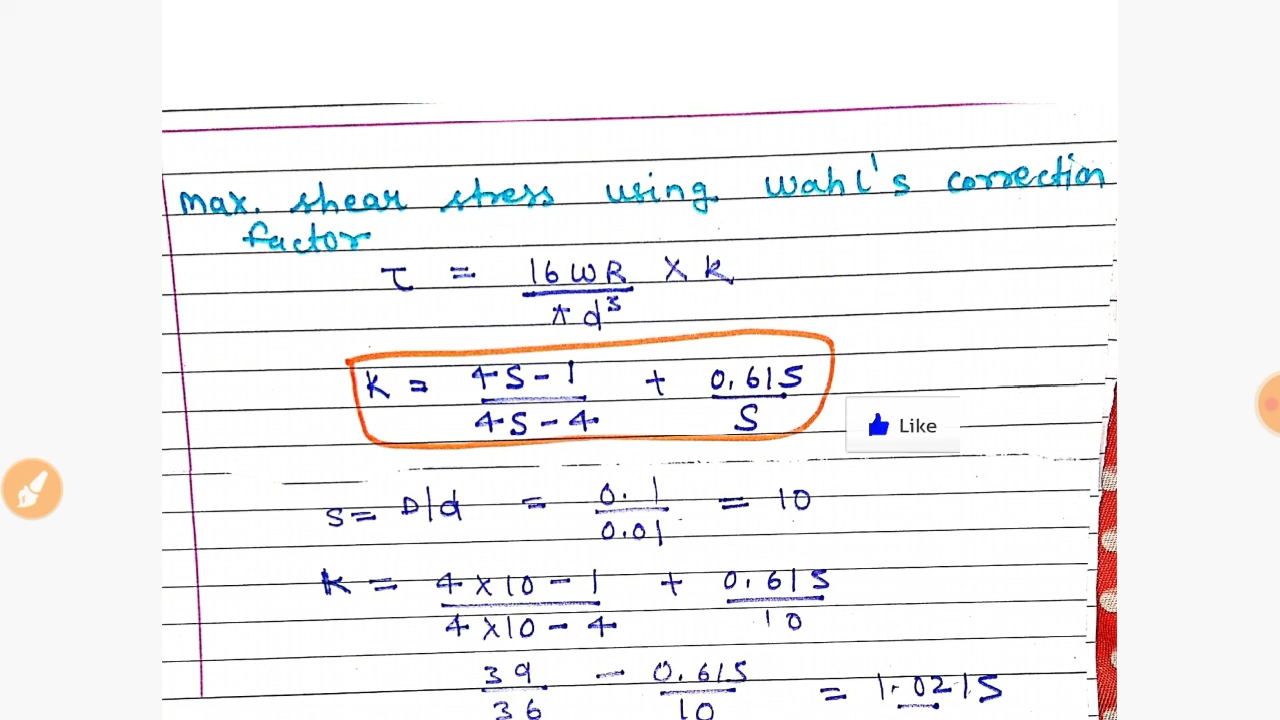 max. shear stress using wahl's correction
factor
τ = 16WR / πd³ × k
K = 4S-1 / 4S-4 + 0.615 / S
Like
S = D/d = 0.1 / 0.01 = 10
k = 4×10-1 / 4×10-4 + 0.615 / 10
39 / 36 - 0.615 / 10 = 1.0215